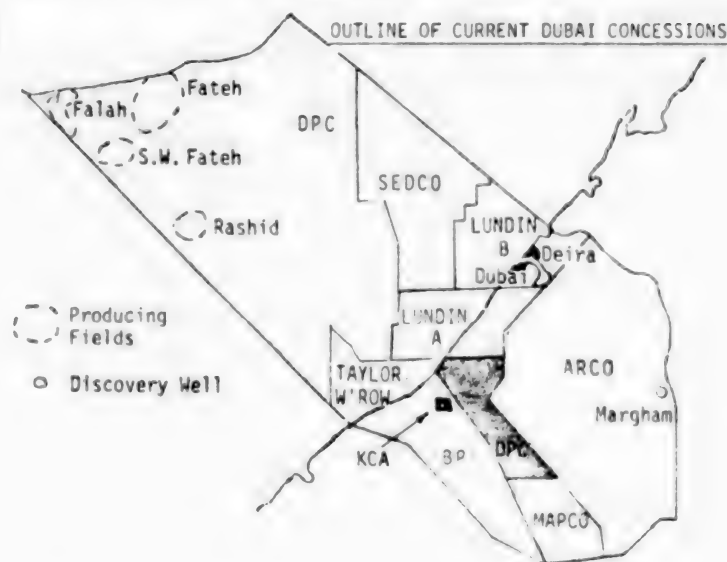 OUTLINE OF CURRENT DUBAI CONCESSIONS
Fateh
Falah
DPC
S.W. Fateh
SEDCO
Rashid
LUNDIN
B
Deira
Dubai
Producing
Fields
LUNDIN
A
Discovery Well
TAYLOR
W'ROW
ARCO
Margham
KCA
BP
DPC
MAPCO